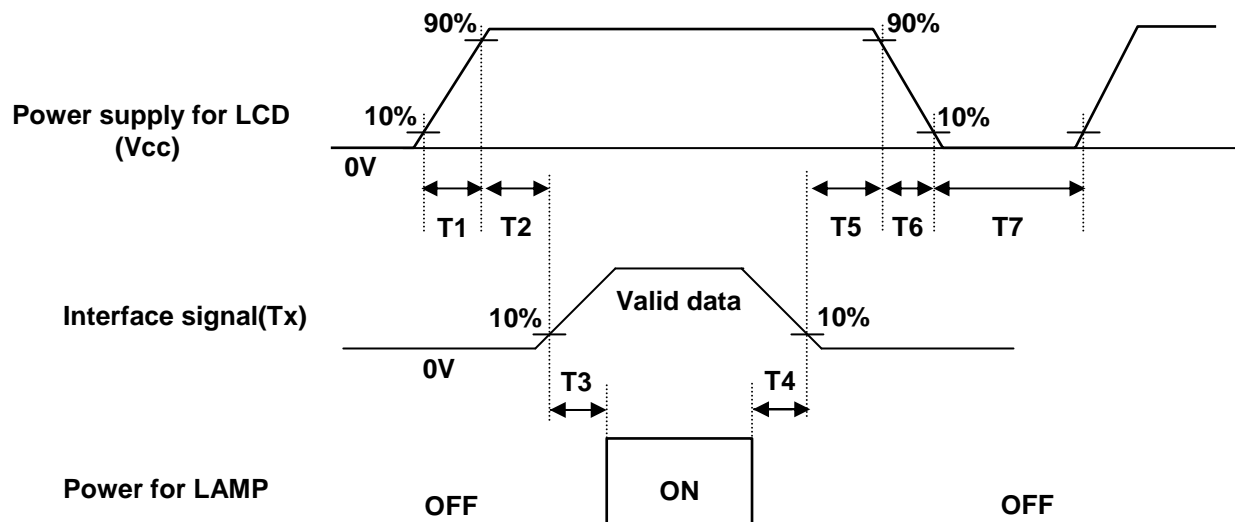 90%
90%
Power supply for LCD
(Vcc)
10%
10%
0V
T1
T2
T5
T6
T7
Interface signal(Tx)
Valid data
10%
10%
0V
T3
T4
Power for LAMP
OFF
ON
OFF